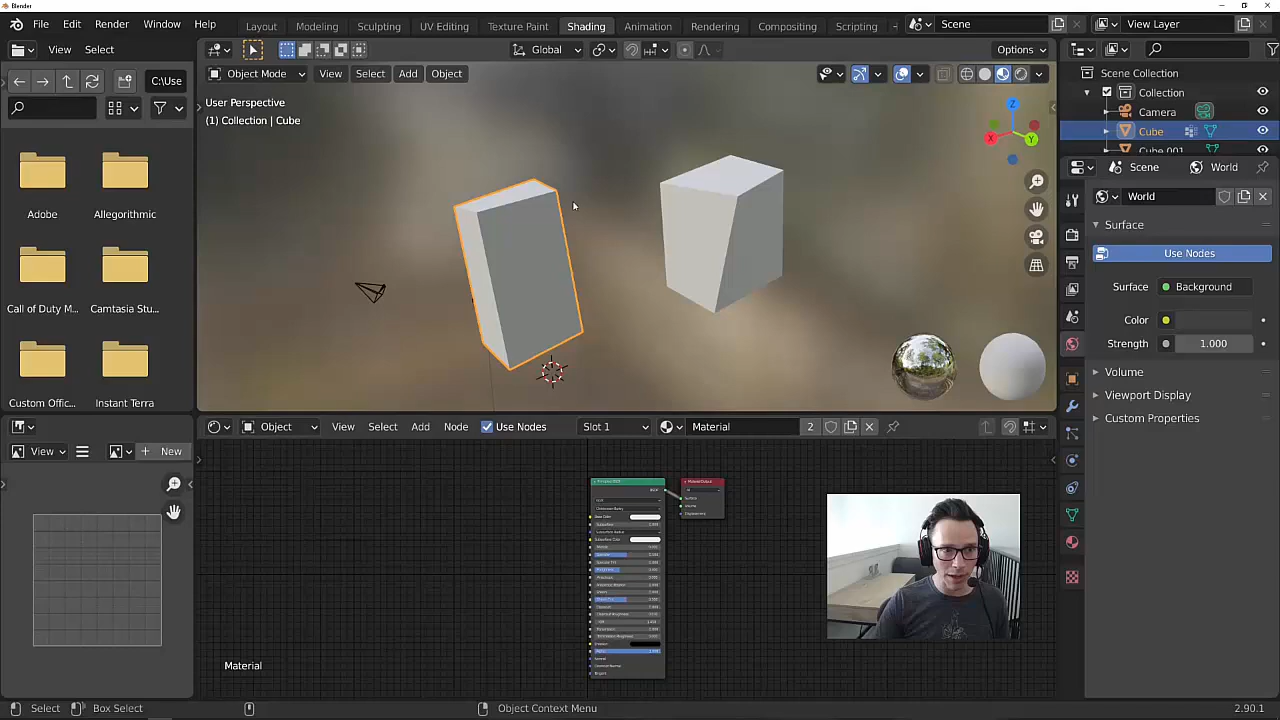 Blender
File Edit Render Window Help Layout Modeling Sculpting UV Editing Texture Paint Shading Animation Rendering Compositing Scripting Scene View Layer
View Select Global Options
C:\Use Object Mode View Select Add Object Scene Collection
User Perspective
(1) Collection | Cube
Collection
Camera
Cube
Cube.001
Scene World
World
Adobe Allegorithmic
Surface
Use Nodes
Surface: Background
Color
Strength 1.000
Call of Duty M... Camtasia Stu...
Volume
Viewport Display
Custom Properties
Custom Offic... Instant Terra
X Y Z
Object View Select Add Node Use Nodes Slot 1 Material 2
View New
Material
Select Box Select Object Context Menu 2.90.1